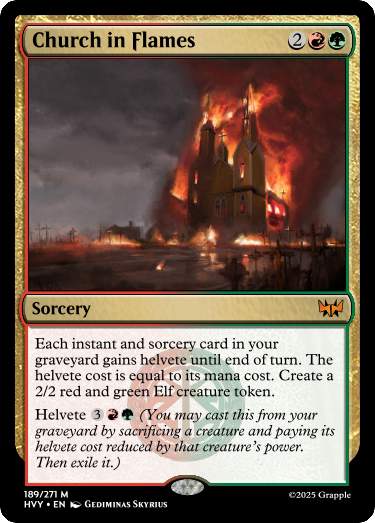 Church in Flames 2
Sorcery
Each instant and sorcery card in your
graveyard gains helvete until end of turn. The
helvete cost is equal to its mana cost. Create a
2/2 red and green Elf creature token.
Helvete 3 (You may cast this from your
graveyard by sacrificing a creature and paying its
helvete cost reduced by that creature's power.
Then exile it.)
189/271 M
HVY • EN Gediminas Skyrius ©2025 Grapple